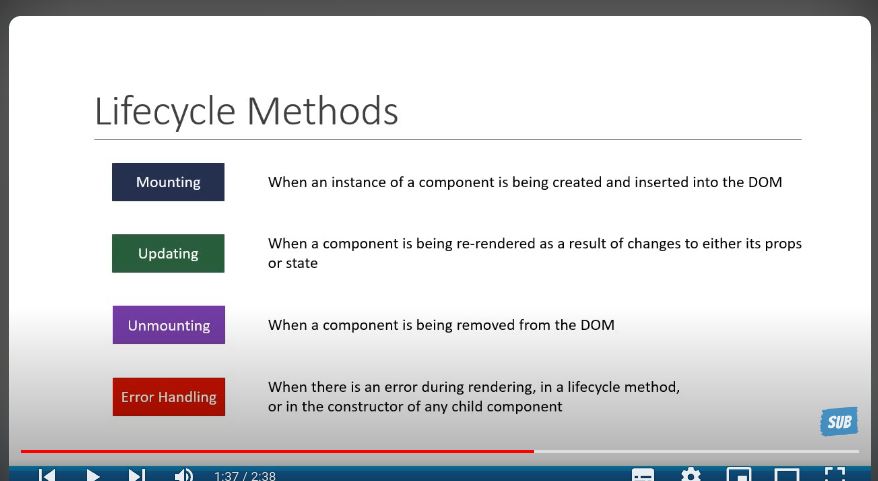 Lifecycle Methods
Mounting
When an instance of a component is being created and inserted into the DOM
Updating
When a component is being re-rendered as a result of changes to either its props
or state
Unmounting
When a component is being removed from the DOM
Error Handling
When there is an error during rendering, in a lifecycle method,
or in the constructor of any child component
SUB
1:37 / 2:38